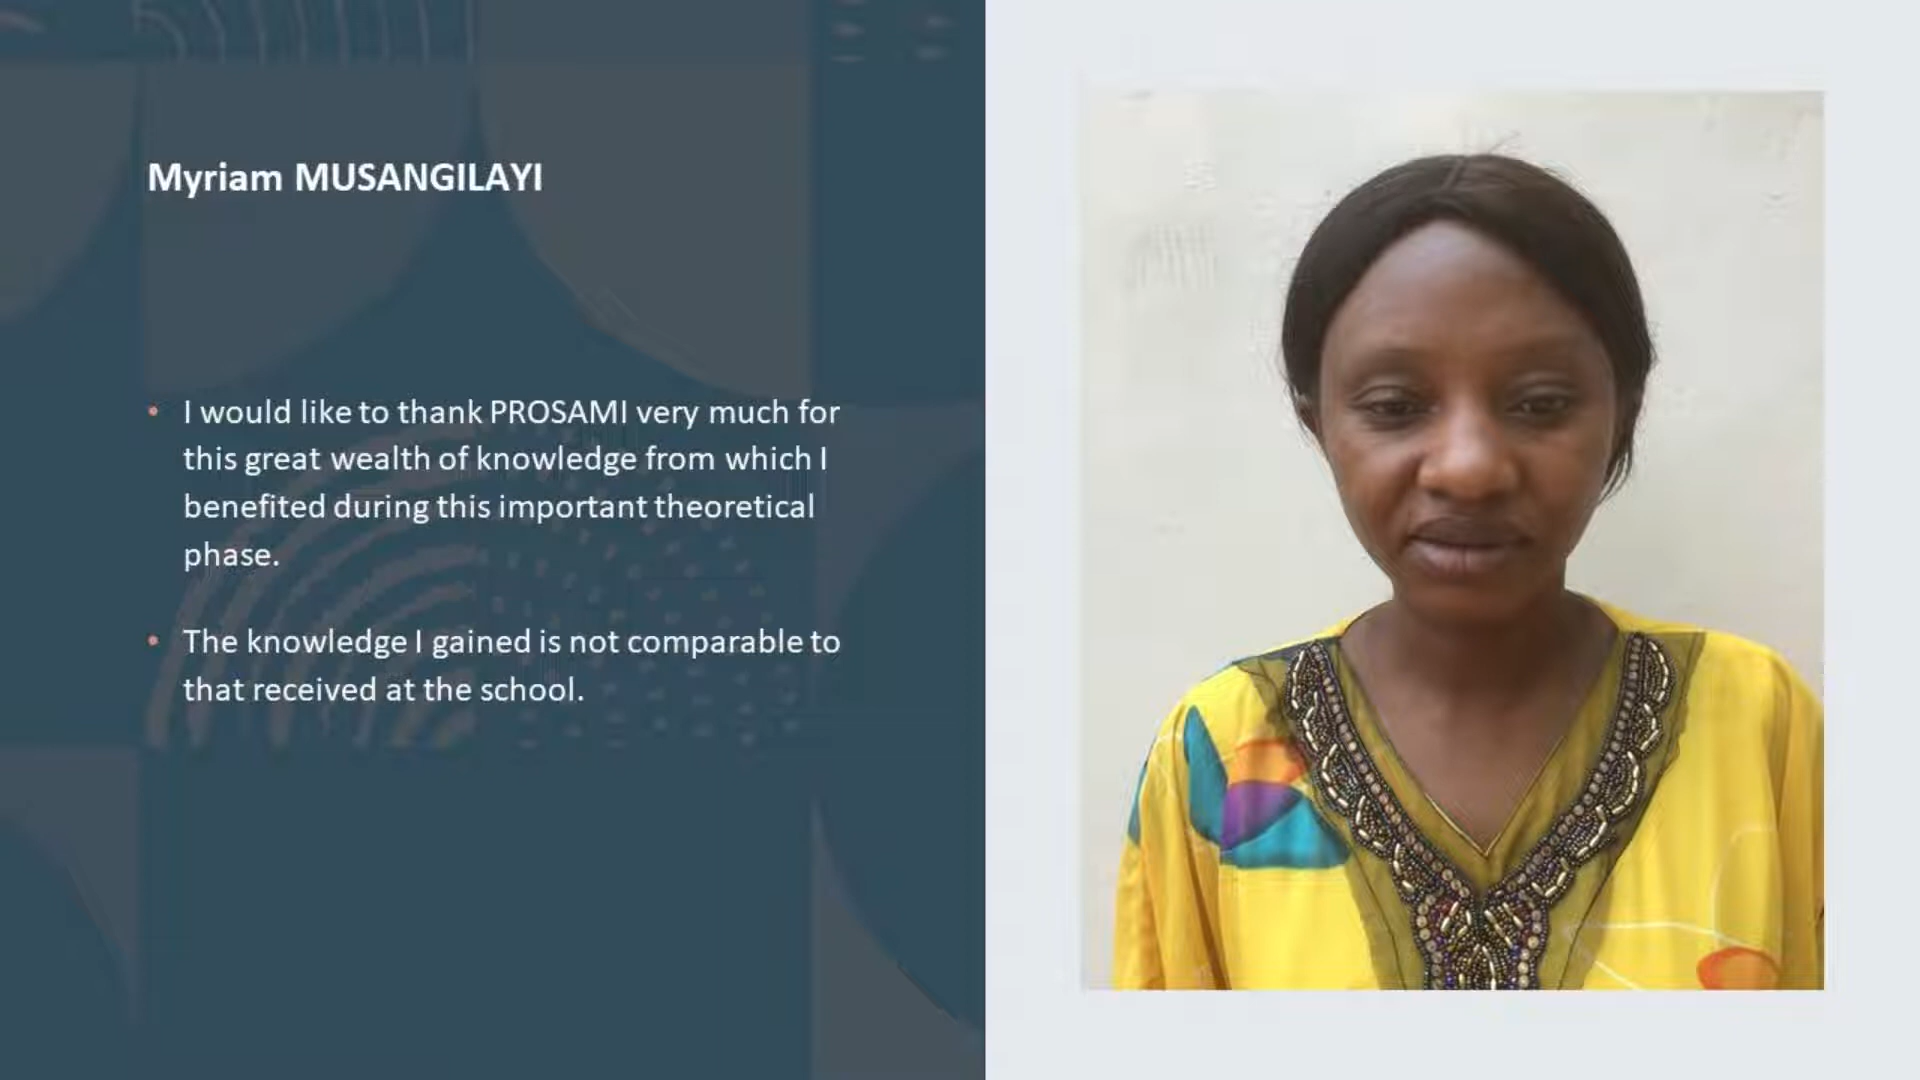 Myriam MUSANGILAYI
• I would like to thank PROSAMI very much for
this great wealth of knowledge from which I
benefited during this important theoretical
phase.
• The knowledge I gained is not comparable to
that received at the school.